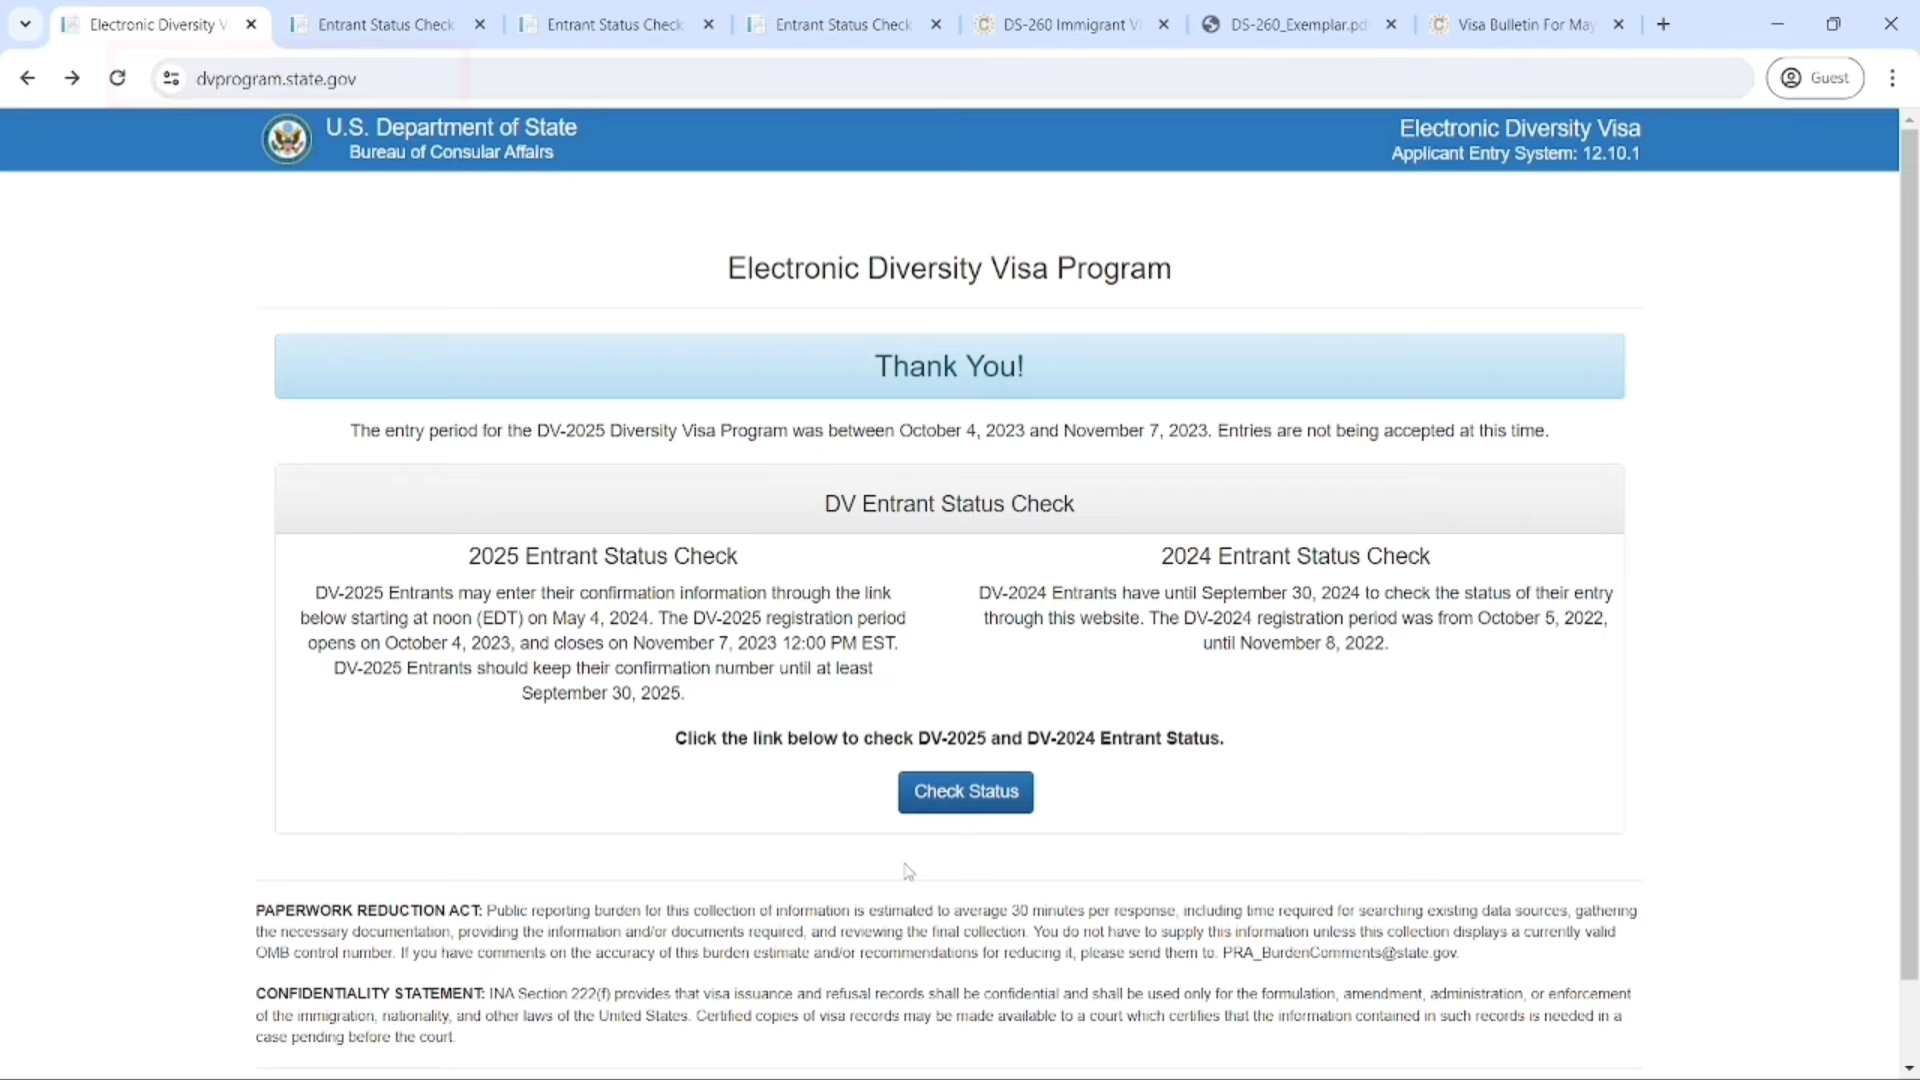 Electronic Diversity V
Entrant Status Check
Entrant Status Check
Entrant Status Check
DS-260 Immigrant Vi
DS-260_Exemplar.pd
Visa Bulletin For May
dvprogram.state.gov
Guest
U.S. Department of State
Bureau of Consular Affairs
Electronic Diversity Visa
Applicant Entry System: 12.10.1
Electronic Diversity Visa Program
Thank You!
The entry period for the DV-2025 Diversity Visa Program was between October 4, 2023 and November 7, 2023. Entries are not being accepted at this time.
DV Entrant Status Check
2025 Entrant Status Check
DV-2025 Entrants may enter their confirmation information through the link
below starting at noon (EDT) on May 4, 2024. The DV-2025 registration period
opens on October 4, 2023, and closes on November 7, 2023 12:00 PM EST.
DV-2025 Entrants should keep their confirmation number until at least
September 30, 2025.
2024 Entrant Status Check
DV-2024 Entrants have until September 30, 2024 to check the status of their entry
through this website. The DV-2024 registration period was from October 5, 2022,
until November 8, 2022.
Click the link below to check DV-2025 and DV-2024 Entrant Status.
Check Status
PAPERWORK REDUCTION ACT: Public reporting burden for this collection of information is estimated to average 30 minutes per response, including time required for searching existing data sources, gathering
the necessary documentation, providing the information and/or documents required, and reviewing the final collection. You do not have to supply this information unless this collection displays a currently valid
OMB control number. If you have comments on the accuracy of this burden estimate and/or recommendations for reducing it, please send them to: PRA_BurdenComments@state.gov.
CONFIDENTIALITY STATEMENT: INA Section 222(f) provides that visa issuance and refusal records shall be confidential and shall be used only for the formulation, amendment, administration, or enforcement
of the immigration, nationality, and other laws of the United States. Certified copies of visa records may be made available to a court which certifies that the information contained in such records is needed in a
case pending before the court.